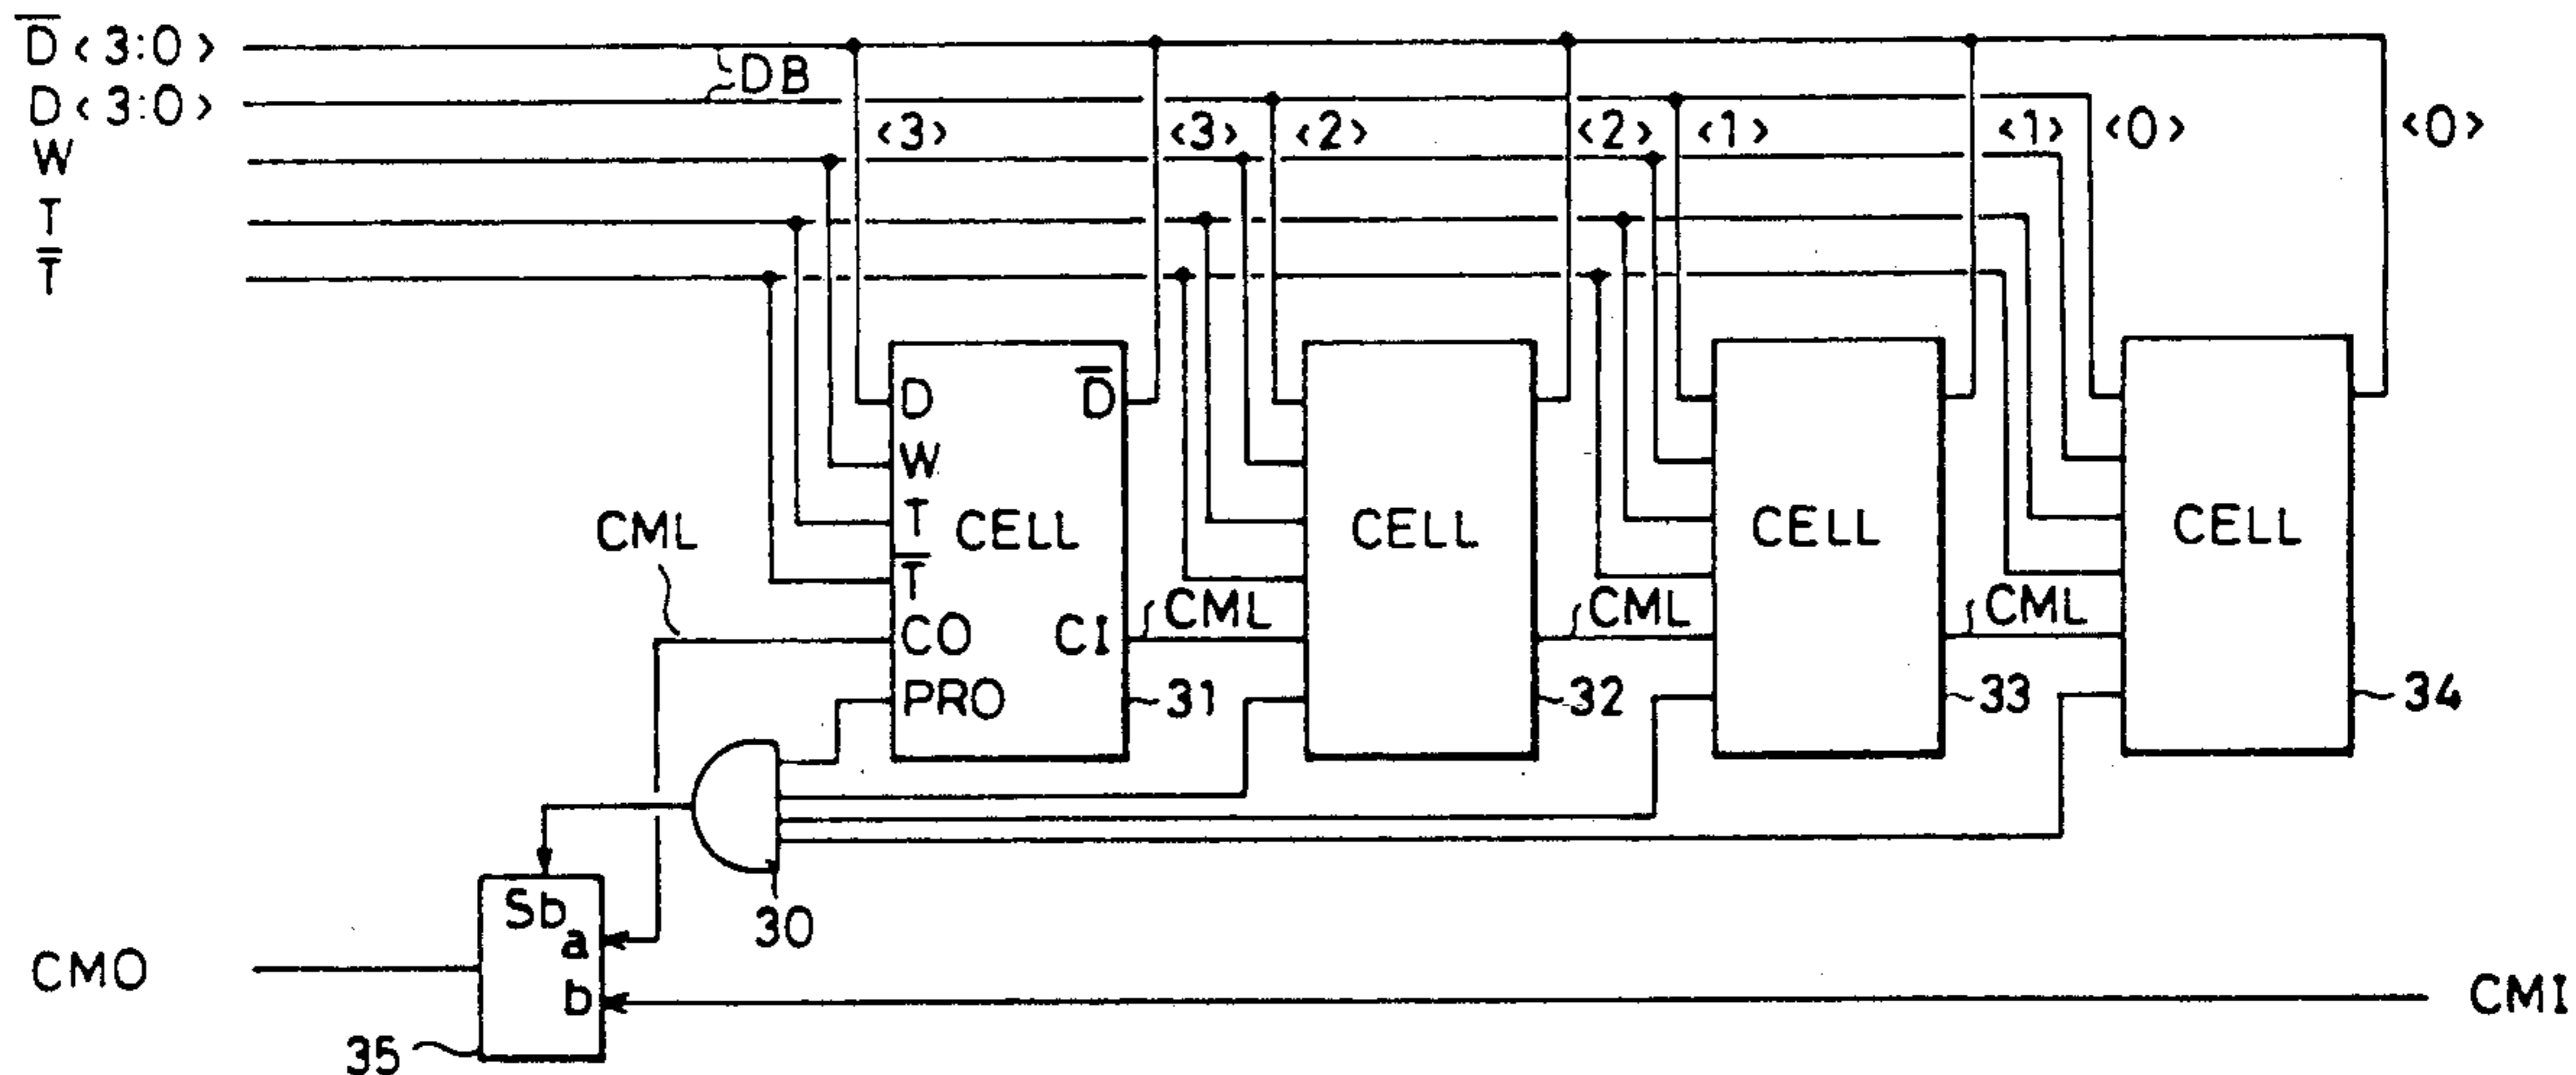 D̅<3:0>
DB
D<3:0>
<3> <3> <2> <2> <1> <1> <0> <0>
W
T
T̅
D D̅
W
T CELL CELL CELL CELL
CML
T̅
CML CML CML
CO CI
PRO 31 32 33 34
30
Sb
a
CMO
b
CMI
35